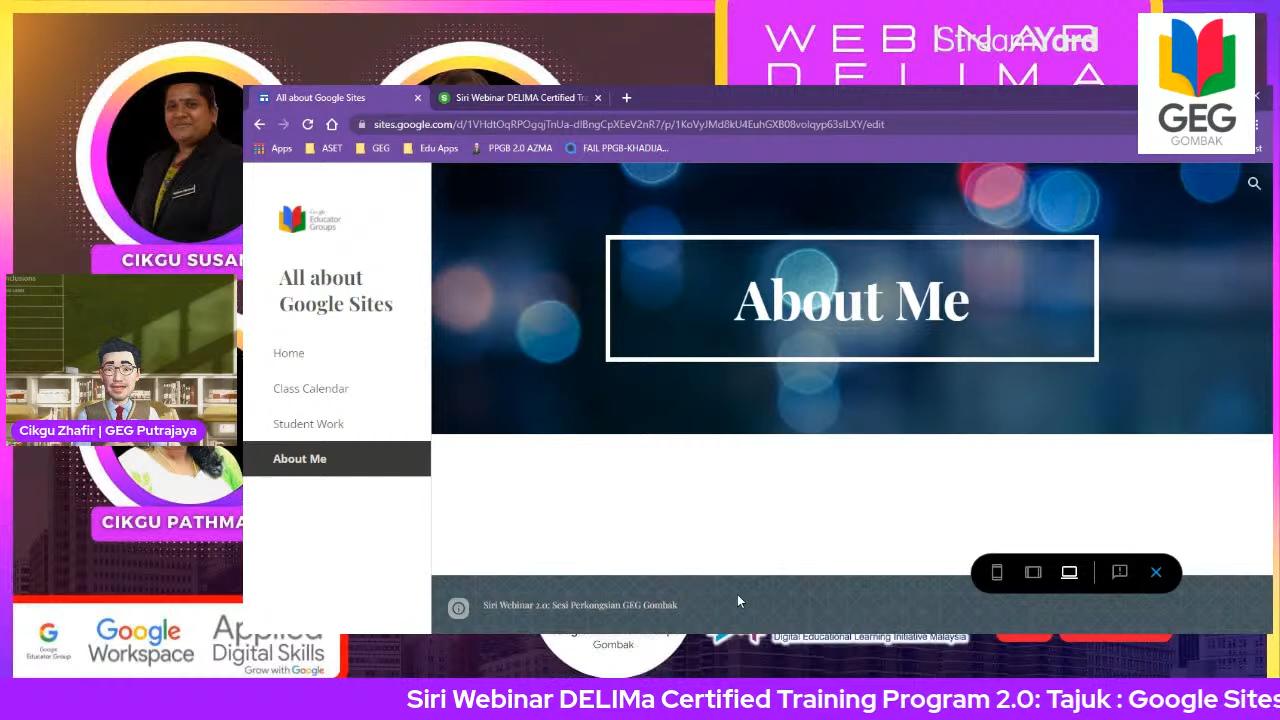 WEBINAR
DELIMA
StreamYard
GEG
GOMBAK
All about Google Sites
Siri Webinar DELIMA Certified Tra
sites.google.com/d/1VHdtOqRPOgqjTnUa-dIBngCpXEeV2nR7/p/1KoVyJMd8kU4EuhGXB08volqyp63sILXY/edit
Apps
ASET
GEG
Edu Apps
PPGB 2.0 AZMA
FAIL PPGB-KHADIJA...
Google
Educator
Groups
All about
Google Sites
Home
Class Calendar
Student Work
About Me
About Me
Siri Webinar 2.0: Sesi Perkongsian GEG Gombak
CIKGU SUSAN
Cikgu Zhafir | GEG Putrajaya
CIKGU PATHMA
Google
Educator Group
Google
Workspace
Applied
Digital Skills
Grow with Google
Gombak
Digital Educational Learning Initiative Malaysia
Siri Webinar DELIMa Certified Training Program 2.0: Tajuk : Google Sites